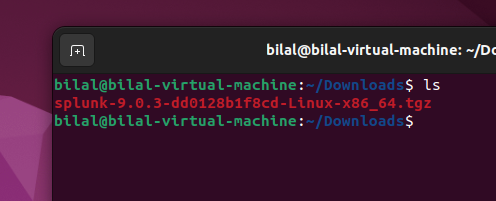 bilal@bilal-virtual-machine: ~/Do
bilal@bilal-virtual-machine:~/Downloads$ ls
splunk-9.0.3-dd0128b1f8cd-Linux-x86_64.tgz
bilal@bilal-virtual-machine:~/Downloads$